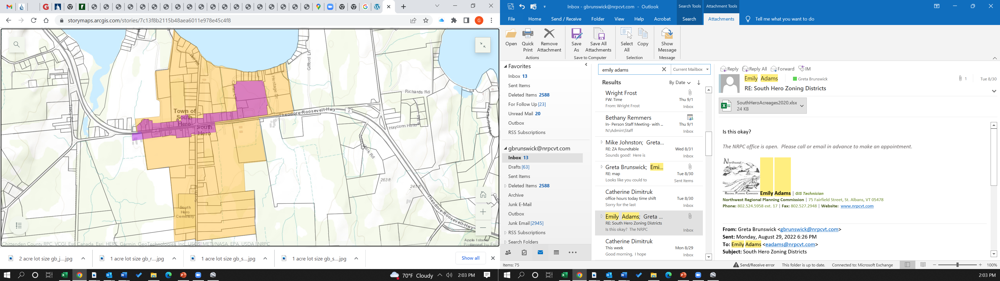 storymaps.arcgis.com/stories/7c13f8b2115b48aea6011e978e45c4f8
G
Gifford Ln
Heritage Dr
Carter Ln
Richards Rd
Tracy Rd
Town of
South
Hero
South
Hero
Theodore-Roosevelt-Hwy
2
Haycorn Hollo
263 ft
241 ft
Theodore-Roosevelt-Hwy
South
Hero
Cemetery
Apple Island
Chittenden County RPC, VCGI, Esri Canada, Esri, HERE, Garmin, GeoTechnologies, Inc., USGS, METI/NASA, EPA, USDA | NRPC
Powered by Esri
2 acre lot size gb_j....jpg
1 acre lot size gb_r....jpg
1 acre lot size gb_s....jpg
1 acre lot size gb_s....jpg
Show all
70°F Cloudy
2:03 PM
Inbox - gbrunswick@nrpcvt.com - Outlook
Search Tools
Attachment Tools
File Home Send / Receive Folder View Help Acrobat Search Attachments Tell me what you want to do
Open
Quick
Print
Remove
Attachment
Save
As
Save All
Attachments
Select
All
Copy
Show
Message
Actions
Save to Computer
Selection
Message
Favorites
Inbox 13
Sent Items
Deleted Items 2588
For Follow Up [23]
Unread Mail 20
Outbox
RSS Subscriptions
gbrunswick@nrpcvt.com
Inbox 13
Drafts [63]
Sent Items
Deleted Items 2588
Archive
Junk E-Mail
Outbox
Junk Email [2945]
RSS Subscriptions
Search Folders
emily adams
Current Mailbox
Results
By Date
Wright Frost
FW: Time
Thu 9/1
From: Wright Frost
Inbox
Bethany Remmers
In- Person Staff Meeting- with ...
Thu 9/1
N:\Admin\Staff
Inbox
Mike Johnston; Greta...
RE: ZA Roundtable
Wed 8/31
Sounds good! Here is
Inbox
Greta Brunswick; Emi...
RE: map
Tue 8/30
Looks like you could to
Sent Items
Catherine Dimitruk
office hours today time shift
Tue 8/30
Sorry for the last
Inbox
Emily Adams; Greta ...
RE: South Hero Zoning Districts
Is this okay? The NRPC
Inbox
Catherine Dimitruk
This week
Mon 8/29
Good morning, I hope
Inbox
Reply Reply All Forward IM
Emily Adams
Greta Brunswick
1
Tue 8/30
RE: South Hero Zoning Districts
SouthHeroAcreages2020.xlsx
24 KB
Is this okay?
The NRPC office is open. Please call or email in advance to make an appointment.
Northwest
REGIONAL PLANNING COMMISSION
Emily Adams | GIS Technician
Northwest Regional Planning Commission | 75 Fairfield Street, St. Albans, VT 05478
Phone: 802.524.5958 ext. 17 | Fax: 802.527.2948 | Website: www.nrpcvt.com
From: Greta Brunswick <gbrunswick@nrpcvt.com>
Sent: Monday, August 29, 2022 6:26 PM
To: Emily Adams <eadams@nrpcvt.com>
Subject: South Hero Zoning Districts
Items: 75
Send/Receive error
This folder is up to date.
Connected to: Microsoft Exchange
100%
2:03 PM